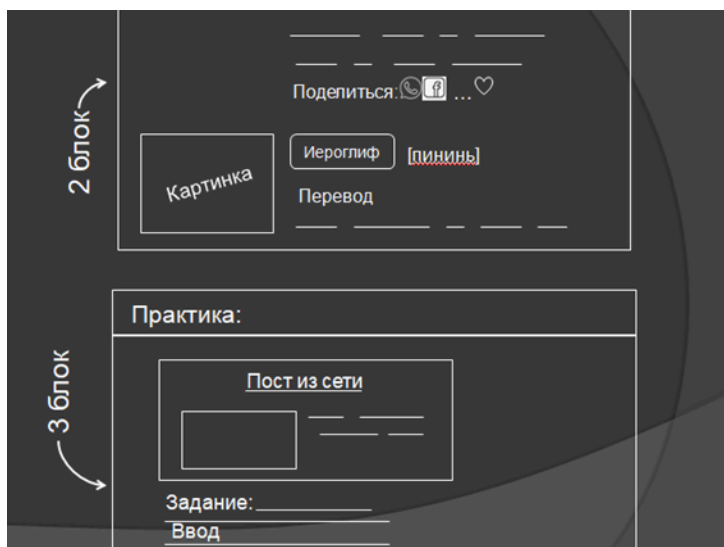 Поделиться: f ...
2 блок
Иероглиф [пининь]
Картинка
Перевод
Практика:
3 блок
Пост из сети
Задание:
Ввод